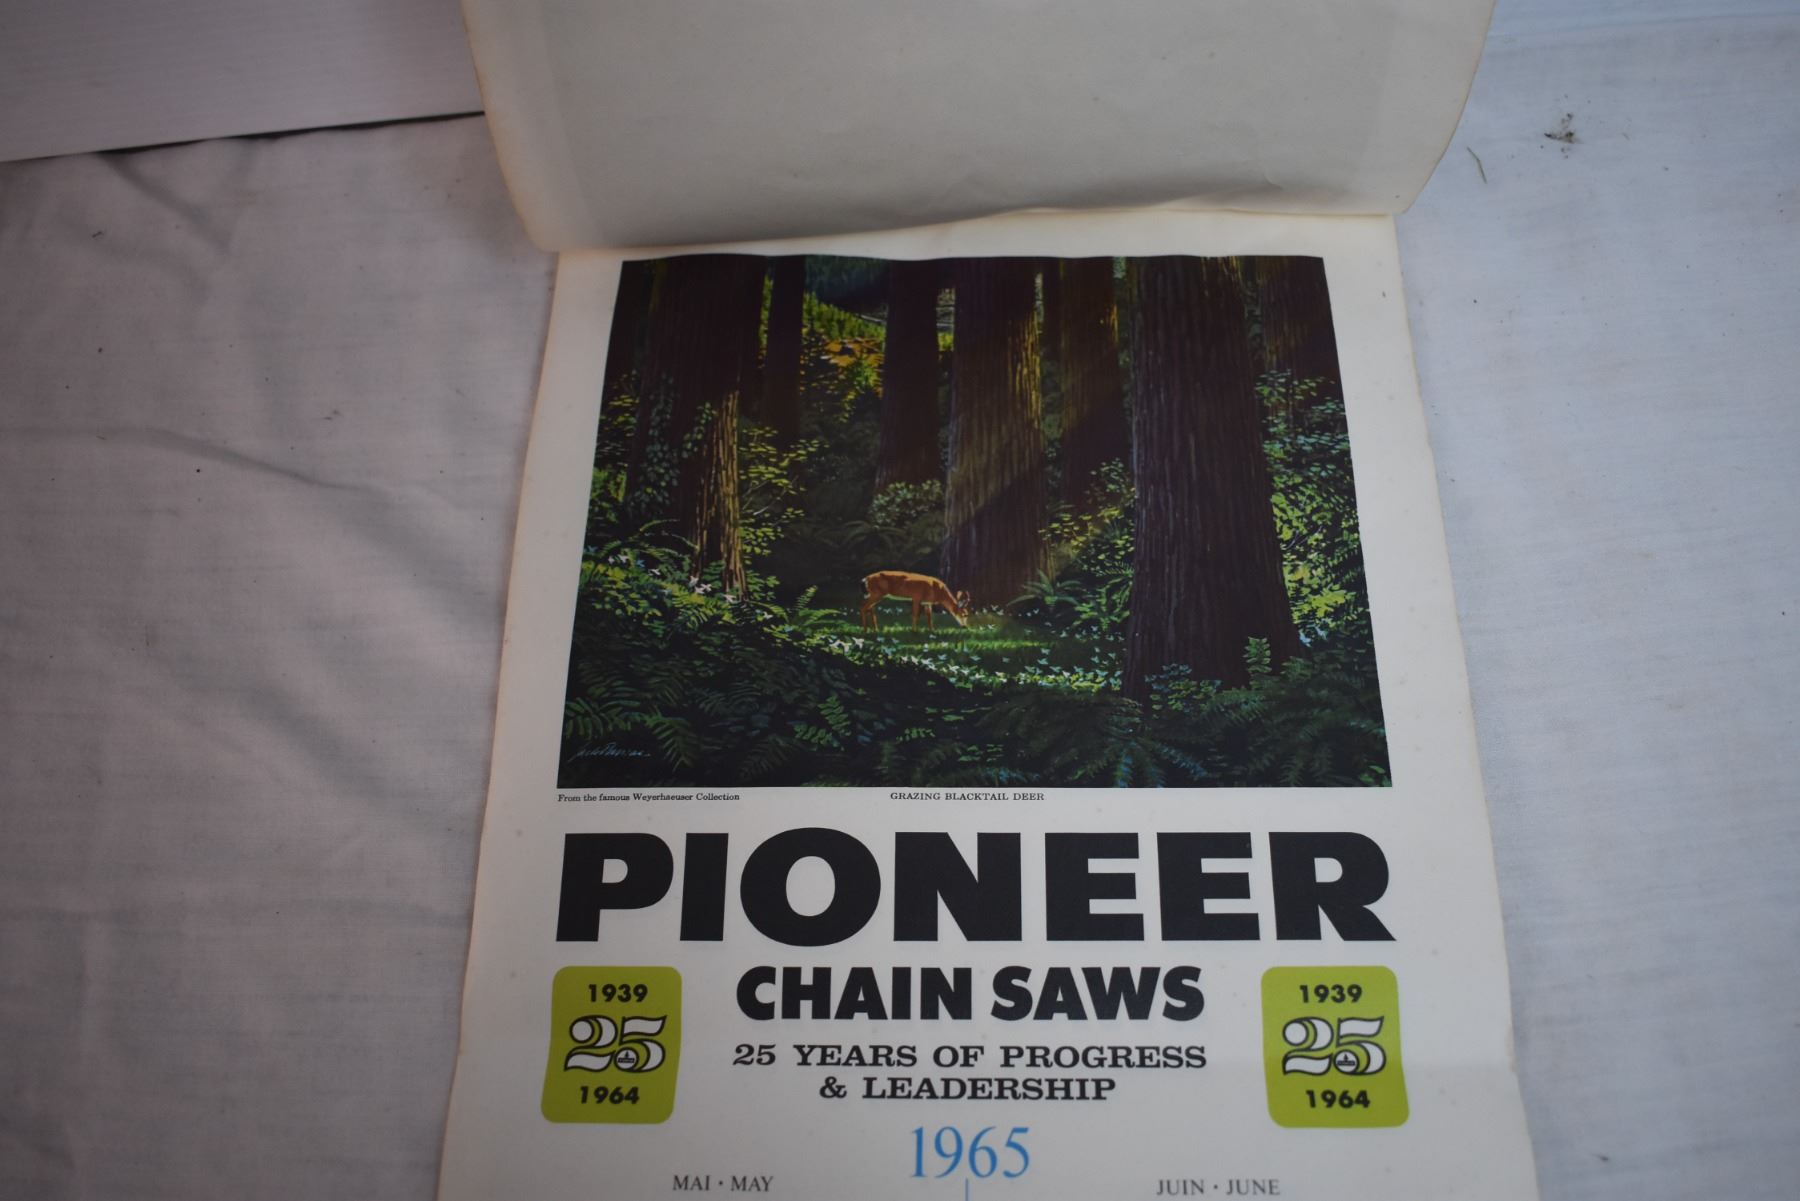 From the famous Weyerhaeuser Collection
GRAZING BLACKTAIL DEER
PIONEER
CHAIN SAWS
25 YEARS OF PROGRESS
& LEADERSHIP
1939
25
1964
1939
25
1964
1965
MAI • MAY
JUIN • JUNE